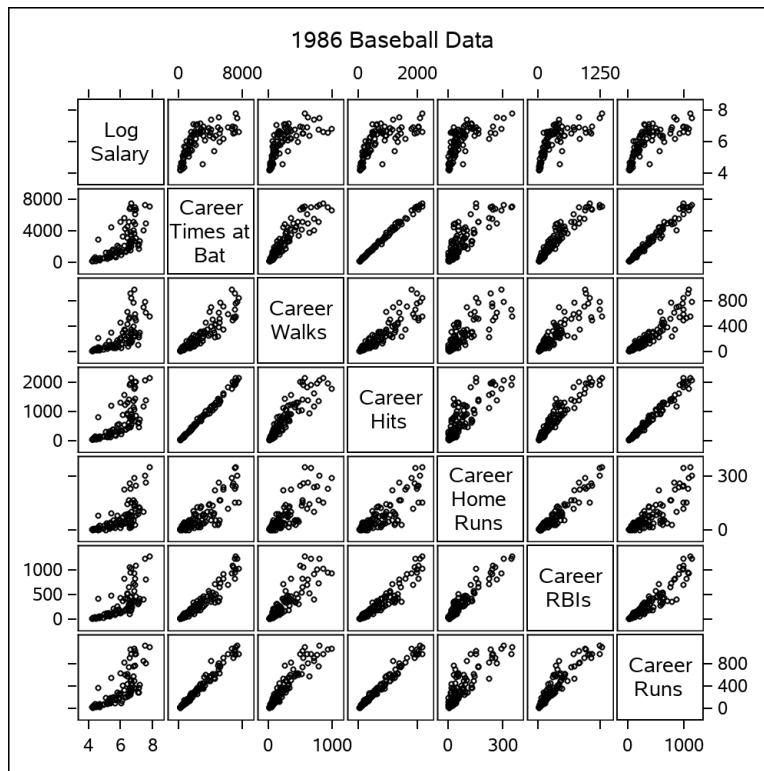 1986 Baseball Data
0 8000 0 2000 0 1250
Log
Salary
8
6
4
8000
4000
0
Career
Times at
Bat
Career
Walks
800
400
0
2000
1000
0
Career
Hits
Career
Home
Runs
300
0
1000
500
0
Career
RBIs
Career
Runs
800
400
0
4 6 8 0 1000 0 300 0 1000